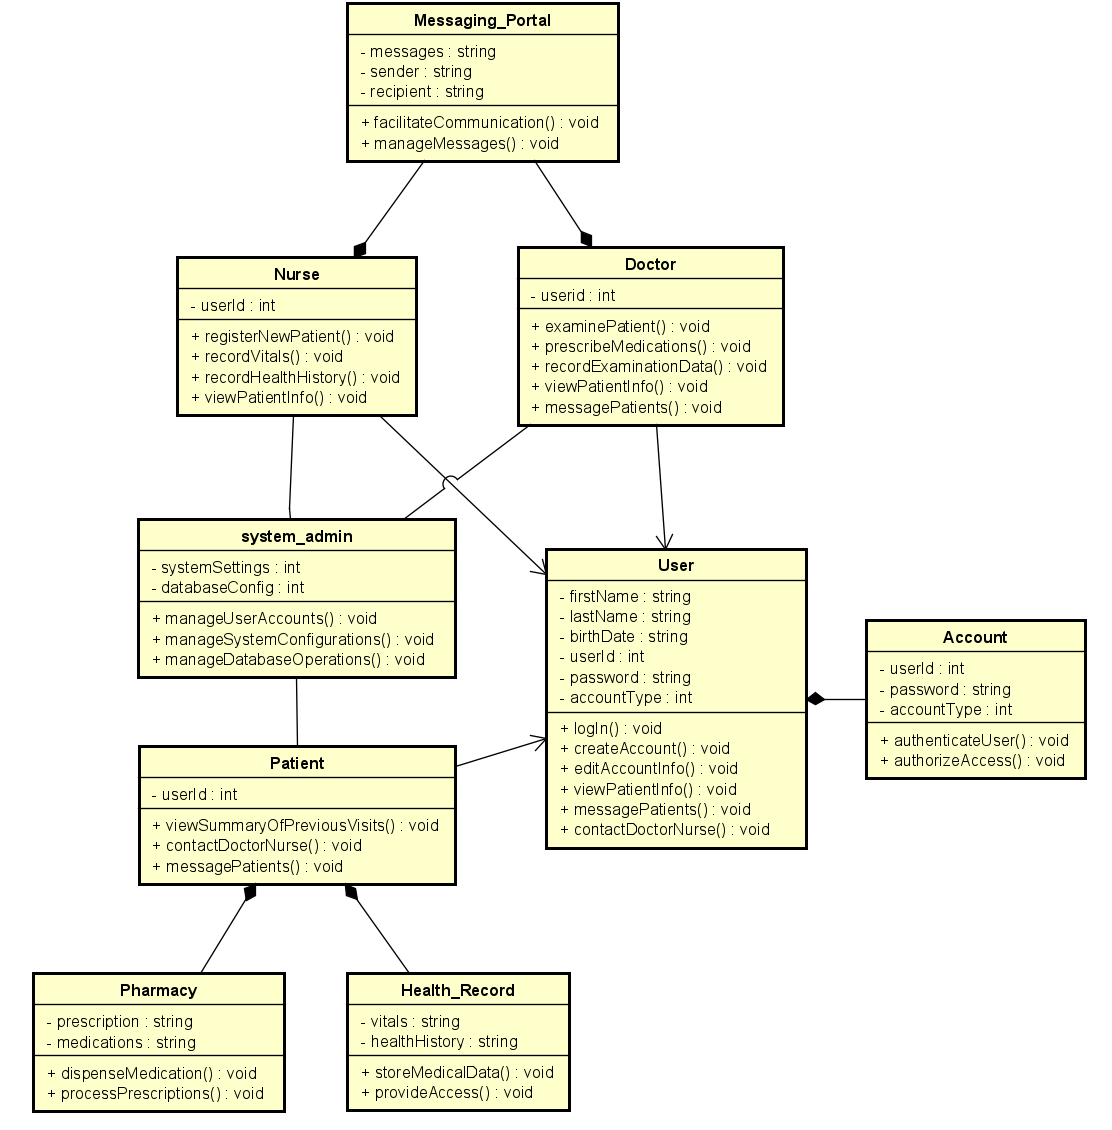 Messaging_Portal
- messages : string
- sender : string
- recipient : string
+ facilitateCommunication() : void
+ manageMessages() : void
Nurse
- userId : int
+ registerNewPatient() : void
+ recordVitals() : void
+ recordHealthHistory() : void
+ viewPatientInfo() : void
Doctor
- userid : int
+ examinePatient() : void
+ prescribeMedications() : void
+ recordExaminationData() : void
+ viewPatientInfo() : void
+ messagePatients() : void
system_admin
- systemSettings : int
- databaseConfig : int
+ manageUserAccounts() : void
+ manageSystemConfigurations() : void
+ manageDatabaseOperations() : void
User
- firstName : string
- lastName : string
- birthDate : string
- userId : int
- password : string
- accountType : int
+ logIn() : void
+ createAccount() : void
+ editAccountInfo() : void
+ viewPatientInfo() : void
+ messagePatients() : void
+ contactDoctorNurse() : void
Account
- userId : int
- password : string
- accountType : int
+ authenticateUser() : void
+ authorizeAccess() : void
Patient
- userId : int
+ viewSummaryOfPreviousVisits() : void
+ contactDoctorNurse() : void
+ messagePatients() : void
Pharmacy
- prescription : string
- medications : string
+ dispenseMedication() : void
+ processPrescriptions() : void
Health_Record
- vitals : string
- healthHistory : string
+ storeMedicalData() : void
+ provideAccess() : void